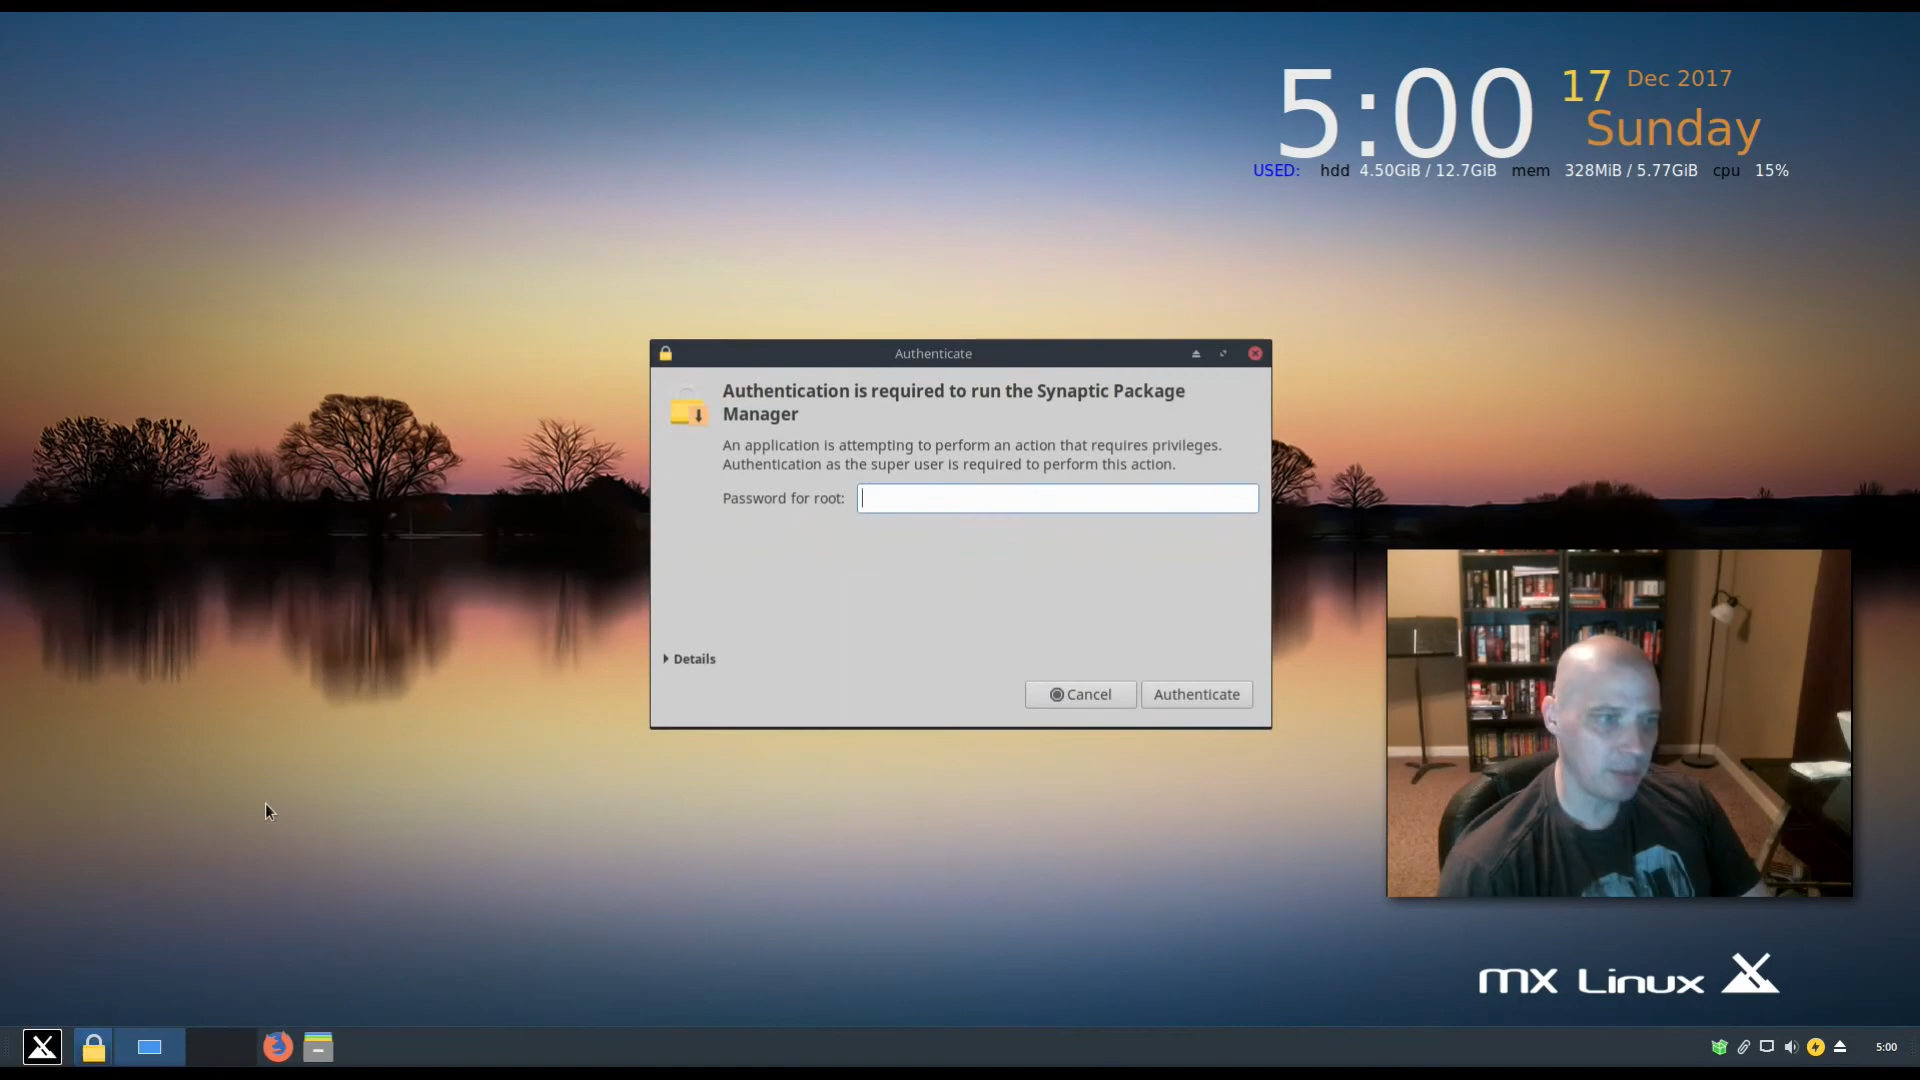 5:00
17 Dec 2017
Sunday
USED: hdd 4.50GiB / 12.7GiB mem 328MiB / 5.77GiB cpu 15%
Authenticate
Authentication is required to run the Synaptic Package
Manager
An application is attempting to perform an action that requires privileges.
Authentication as the super user is required to perform this action.
Password for root:
Details
Cancel Authenticate
mx Linux
5:00